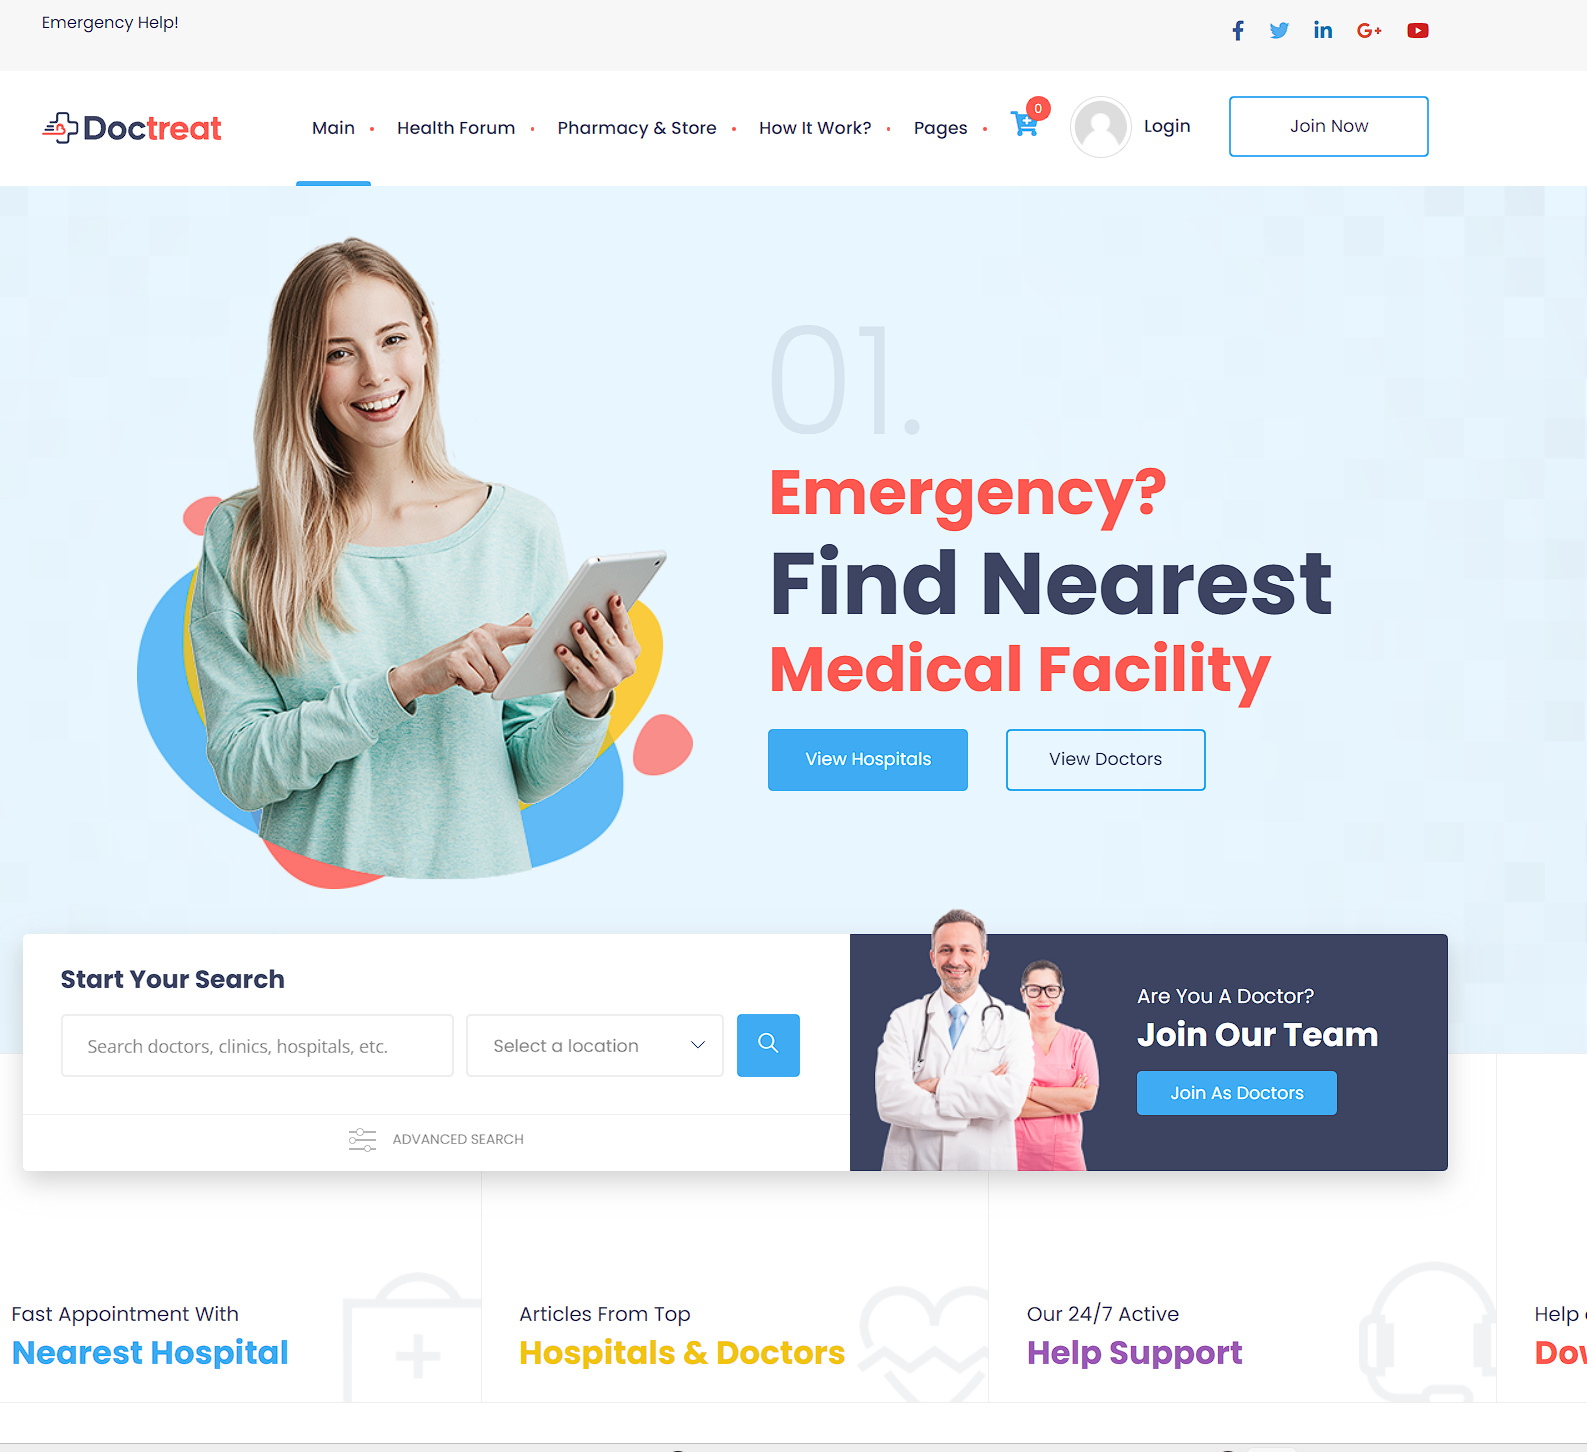 Emergency Help!
Doctreat
Main
Health Forum
Pharmacy & Store
How It Work?
Pages
0
Login
Join Now
01.
Emergency?
Find Nearest
Medical Facility
View Hospitals
View Doctors
Start Your Search
Search doctors, clinics, hospitals, etc.
Select a location
ADVANCED SEARCH
Are You A Doctor?
Join Our Team
Join As Doctors
Fast Appointment With
Nearest Hospital
Articles From Top
Hospitals & Doctors
Our 24/7 Active
Help Support
Help